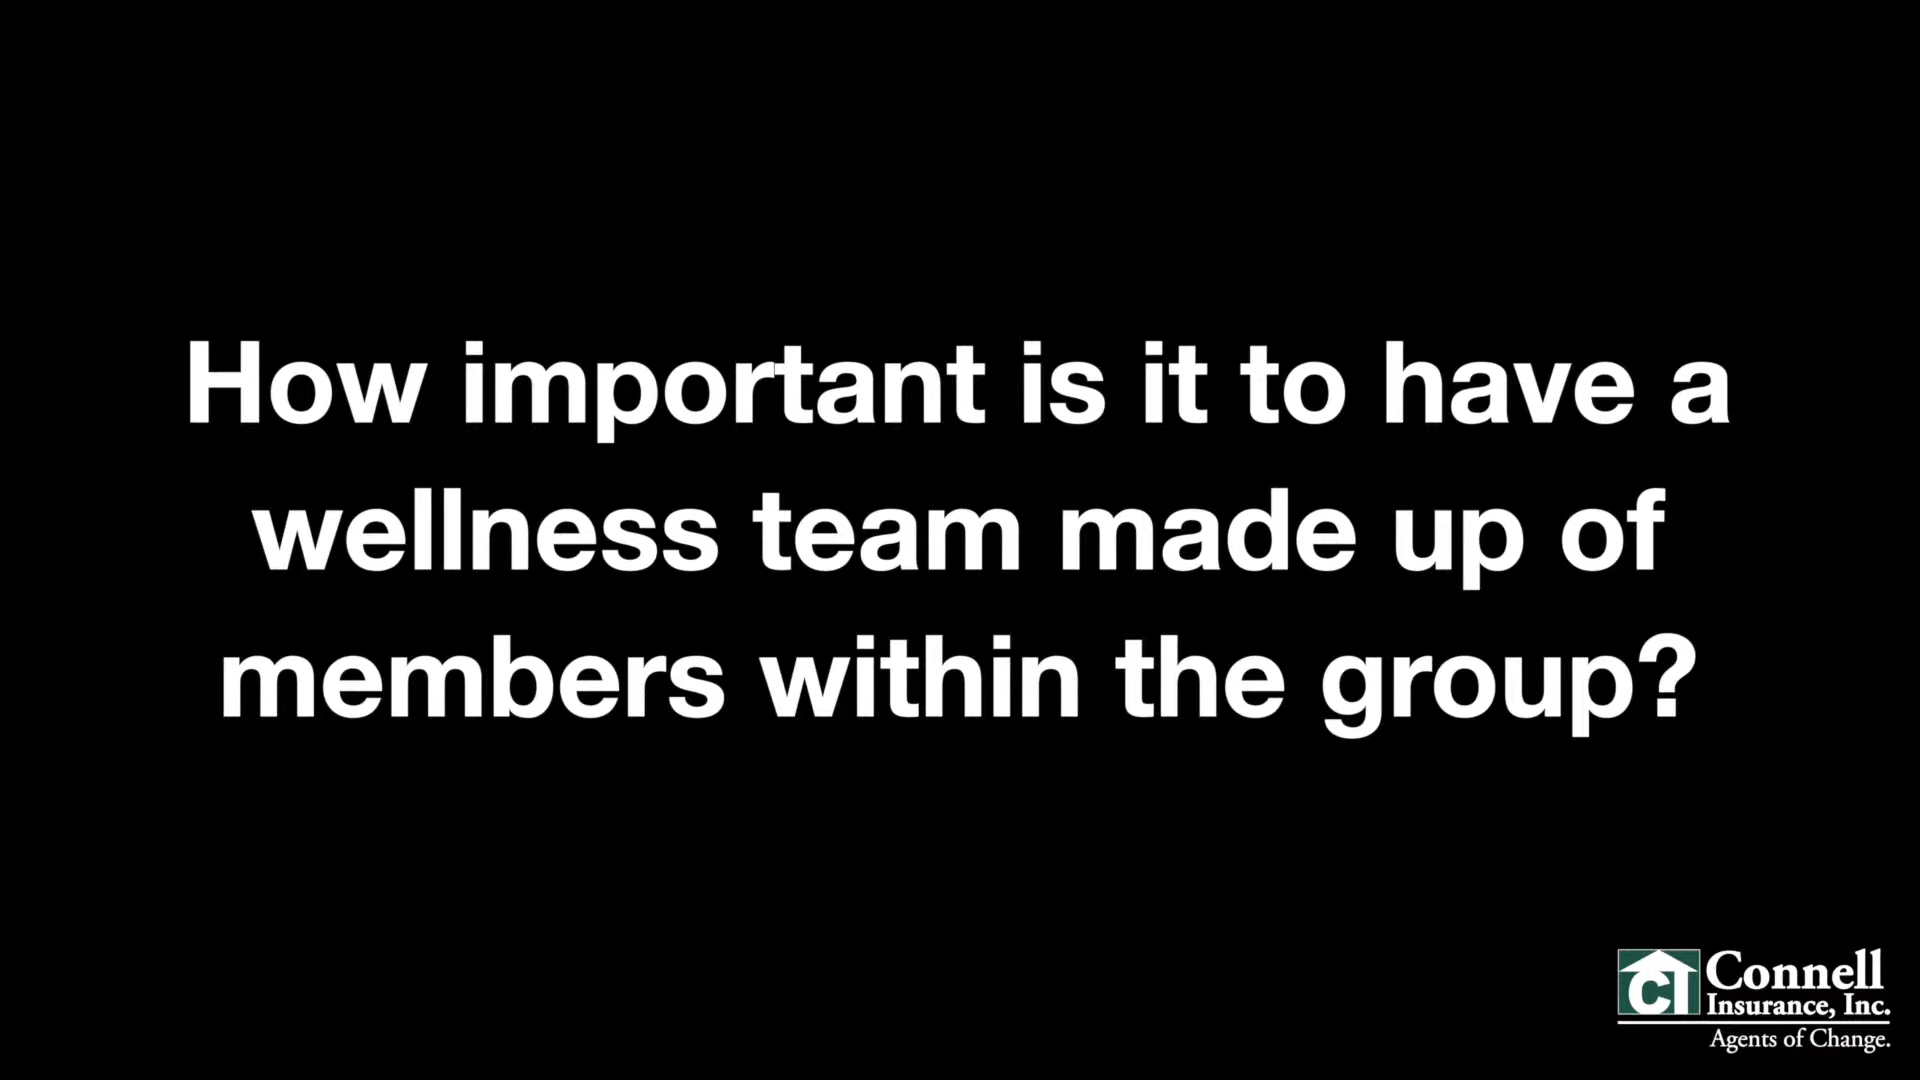 How important is it to have a
wellness team made up of
members within the group?
CI Connell
Insurance, Inc.
Agents of Change.